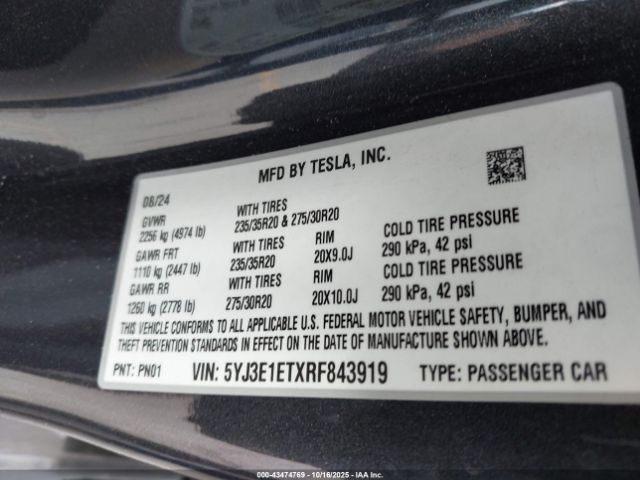 MFD BY TESLA, INC.
08/24
GVWR WITH TIRES
2256 kg (4974 lb) 235/35R20 & 275/30R20
GAWR FRT WITH TIRES RIM COLD TIRE PRESSURE
1110 kg (2447 lb) 235/35R20 20X9.0J 290 kPa, 42 psi
GAWR RR WITH TIRES RIM COLD TIRE PRESSURE
1260 kg (2778 lb) 275/30R20 20X10.0J 290 kPa, 42 psi
THIS VEHICLE CONFORMS TO ALL APPLICABLE U.S. FEDERAL MOTOR VEHICLE SAFETY, BUMPER, AND
THEFT PREVENTION STANDARDS IN EFFECT ON THE DATE OF MANUFACTURE SHOWN ABOVE.
PNT: PN01 VIN: 5YJ3E1ETXRF843919 TYPE: PASSENGER CAR
© 43474769 - 10/16/2025 - IAA Inc.